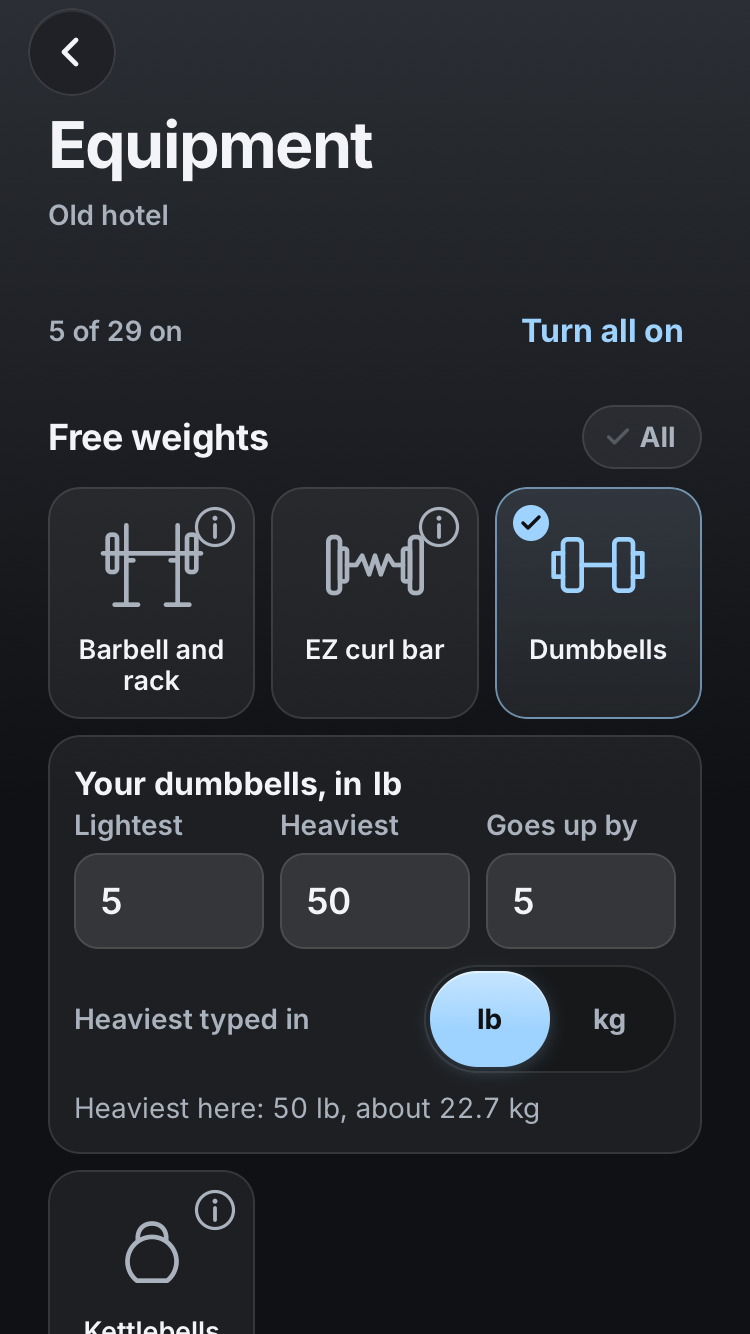 Equipment
Old hotel
5 of 29 on
Turn all on
Free weights
All
Barbell and
rack
EZ curl bar
Dumbbells
Your dumbbells, in lb
Lightest
Heaviest
Goes up by
5
50
5
Heaviest typed in
lb
kg
Heaviest here: 50 lb, about 22.7 kg
Kettlebells